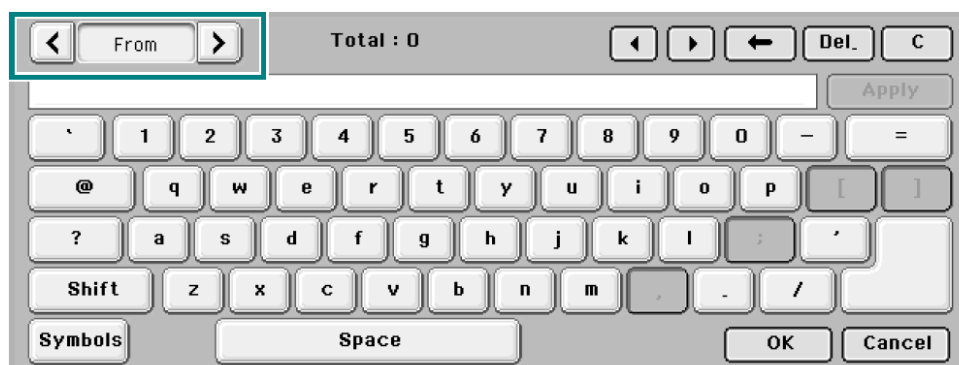 From Total : 0 Del. C
Apply
` 1 2 3 4 5 6 7 8 9 0 - =
@ q w e r t y u i o p [ ]
? a s d f g h j k l ; '
Shift z x c v b n m , . /
Symbols Space OK Cancel